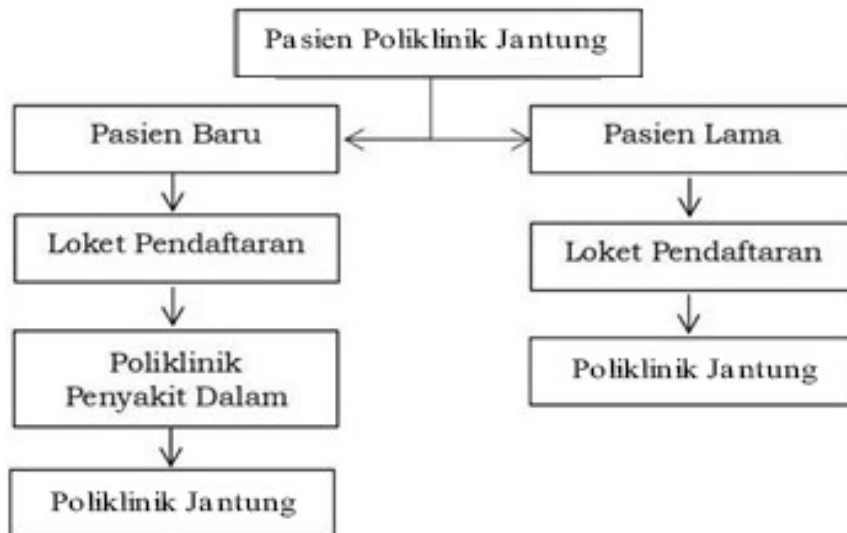 Pasien Poliklinik Jantung
Pasien Baru
Pasien Lama
Loket Pendaftaran
Loket Pendaftaran
Poliklinik
Penyakit Dalam
Poliklinik Jantung
Poliklinik Jantung